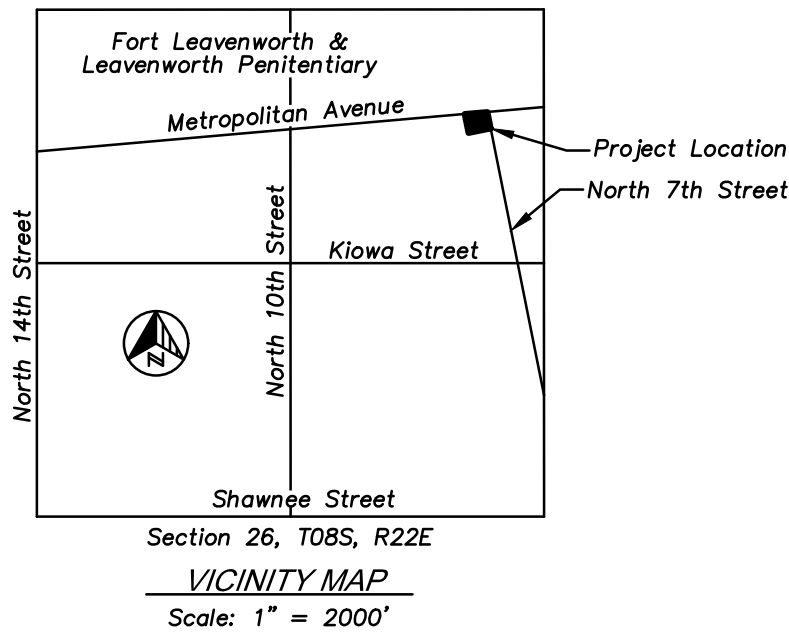 Fort Leavenworth &
Leavenworth Penitentiary
Metropolitan Avenue
Project Location
North 7th Street
North 14th Street
North 10th Street
Kiowa Street
N
Shawnee Street
Section 26, T08S, R22E
VICINITY MAP
Scale: 1" = 2000'